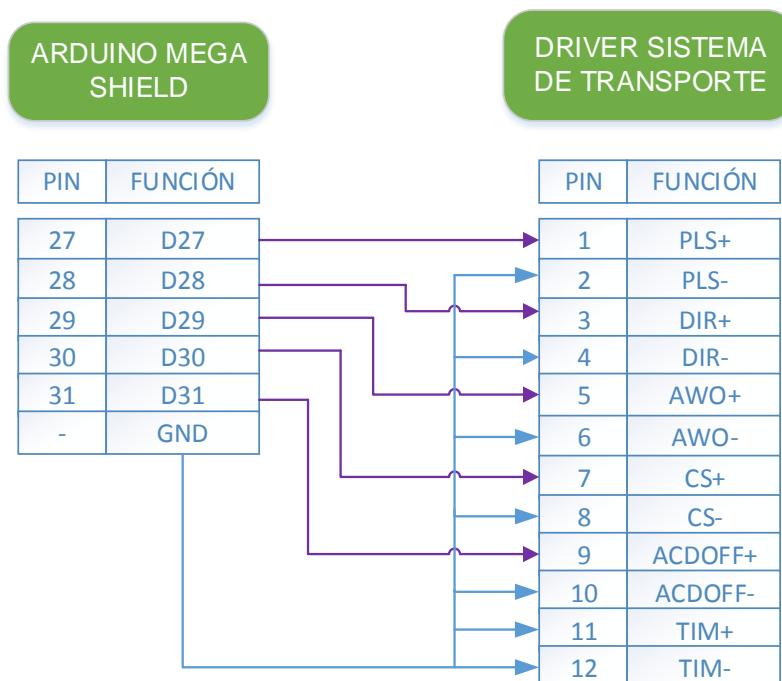 ARDUINO MEGA
SHIELD
DRIVER SISTEMA
DE TRANSPORTE
PIN FUNCIÓN
27 D27
28 D28
29 D29
30 D30
31 D31
- GND
PIN FUNCIÓN
1 PLS+
2 PLS-
3 DIR+
4 DIR-
5 AWO+
6 AWO-
7 CS+
8 CS-
9 ACDOFF+
10 ACDOFF-
11 TIM+
12 TIM-